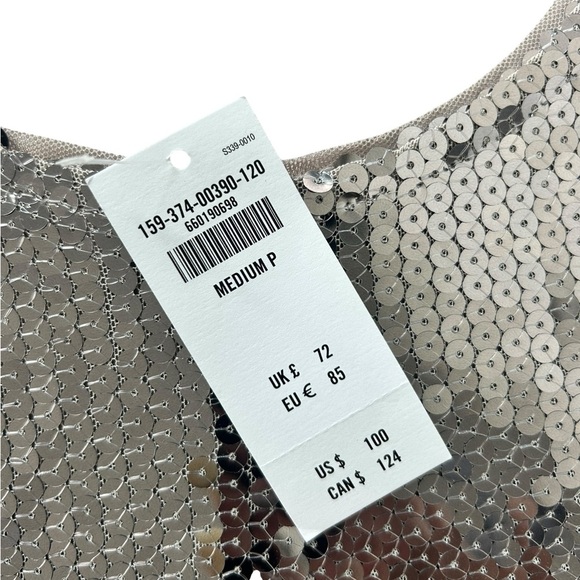 S339-0010
159-374-00390-120
660190698
MEDIUM P
UK £ 72
EU € 85
US $ 100
CAN $ 124